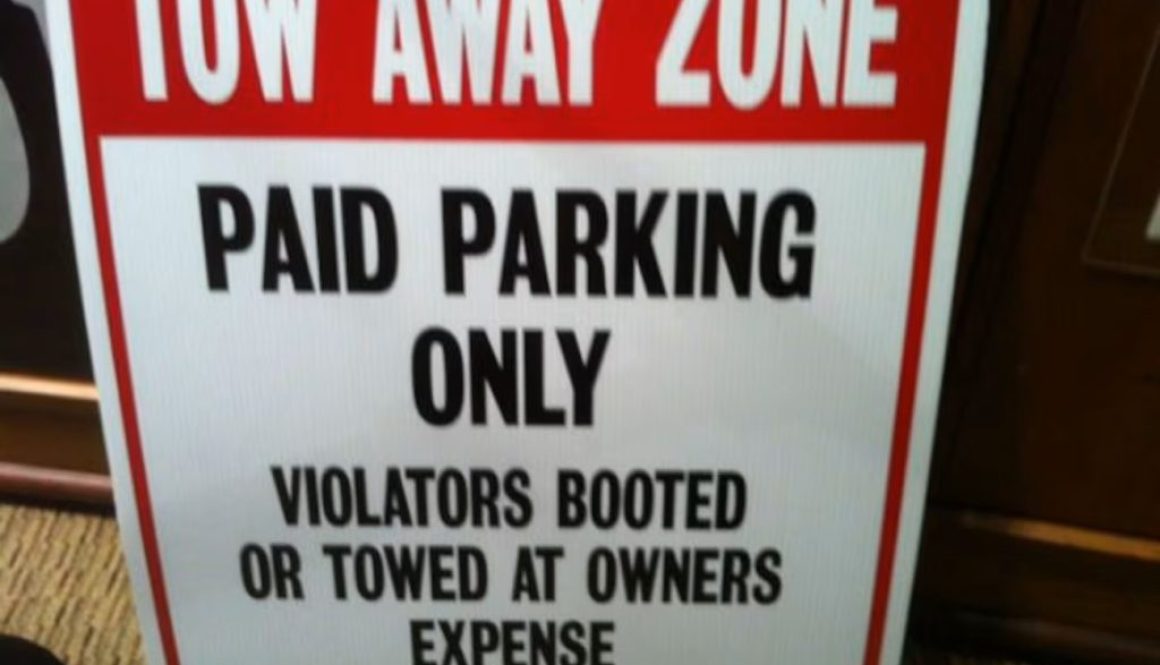 TOW AWAY ZONE
PAID PARKING
ONLY
VIOLATORS BOOTED
OR TOWED AT OWNERS
EXPENSE